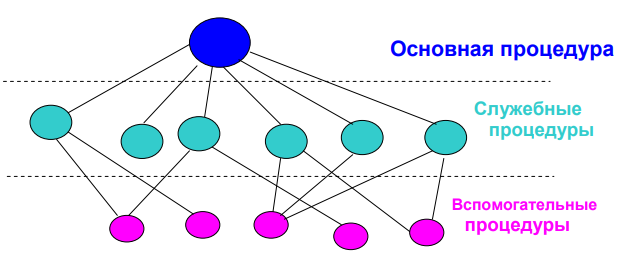 Основная процедура
Служебные
процедуры
Вспомогательные
процедуры